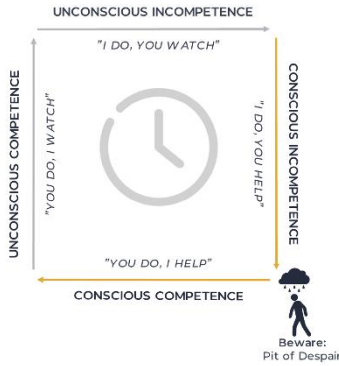 UNCONSCIOUS INCOMPETENCE
"I DO, YOU WATCH"
CONSCIOUS INCOMPETENCE
"I DO, YOU HELP"
CONSCIOUS COMPETENCE
"YOU DO, I HELP"
UNCONSCIOUS COMPETENCE
"YOU DO, I WATCH"
Beware:
Pit of Despair